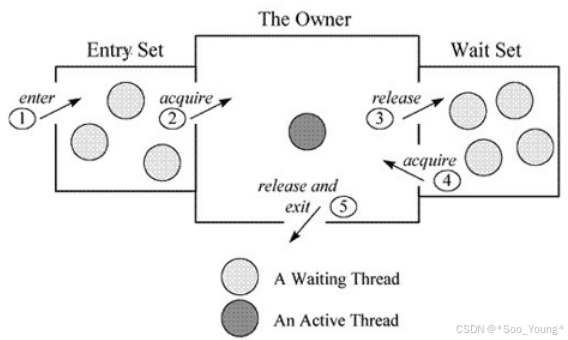 The Owner
Entry Set
Wait Set
enter
1
acquire
2
release
3
acquire
4
release and
exit
5
A Waiting Thread
An Active Thread
CSDN @*Soo_Young*